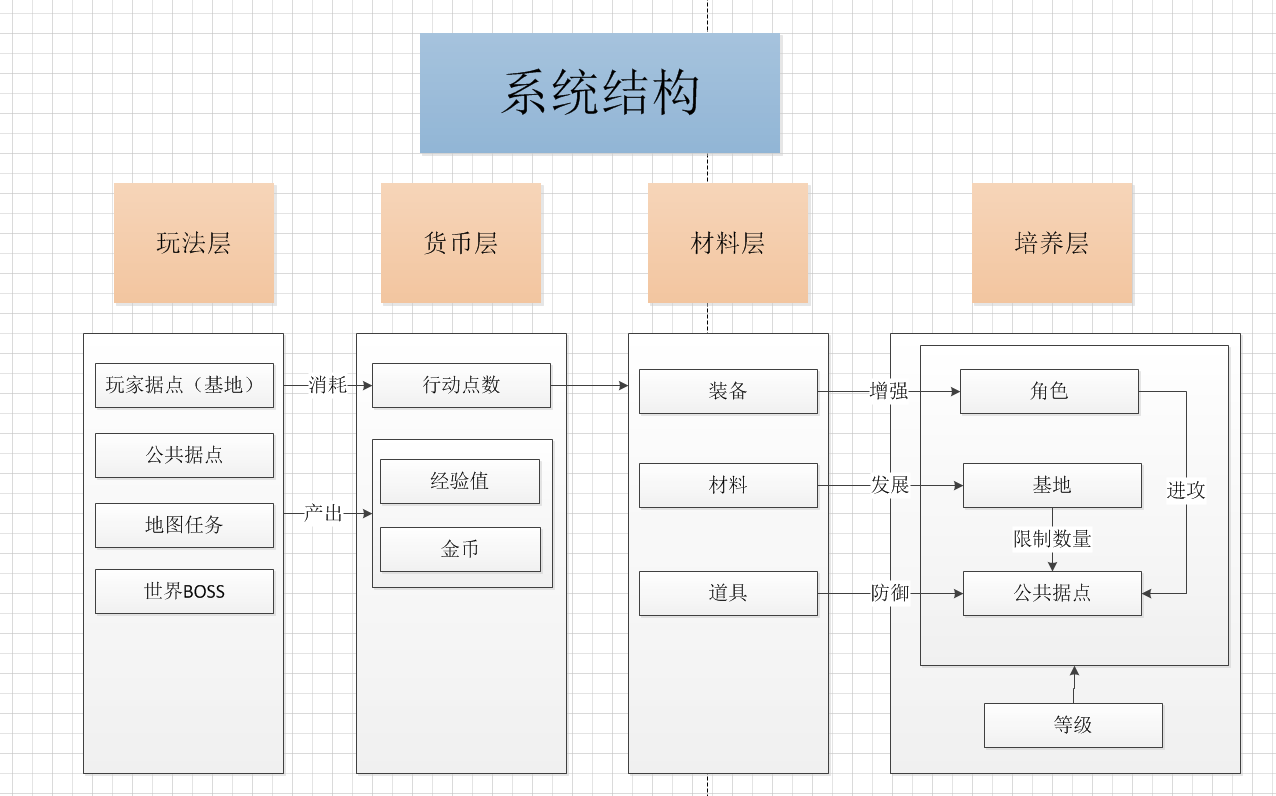 系统结构
玩法层
货币层
材料层
培养层
玩家据点（基地）
消耗
行动点数
装备
增强
角色
公共据点
经验值
材料
发展
基地
进攻
地图任务
产出
金币
限制数量
世界BOSS
道具
防御
公共据点
等级